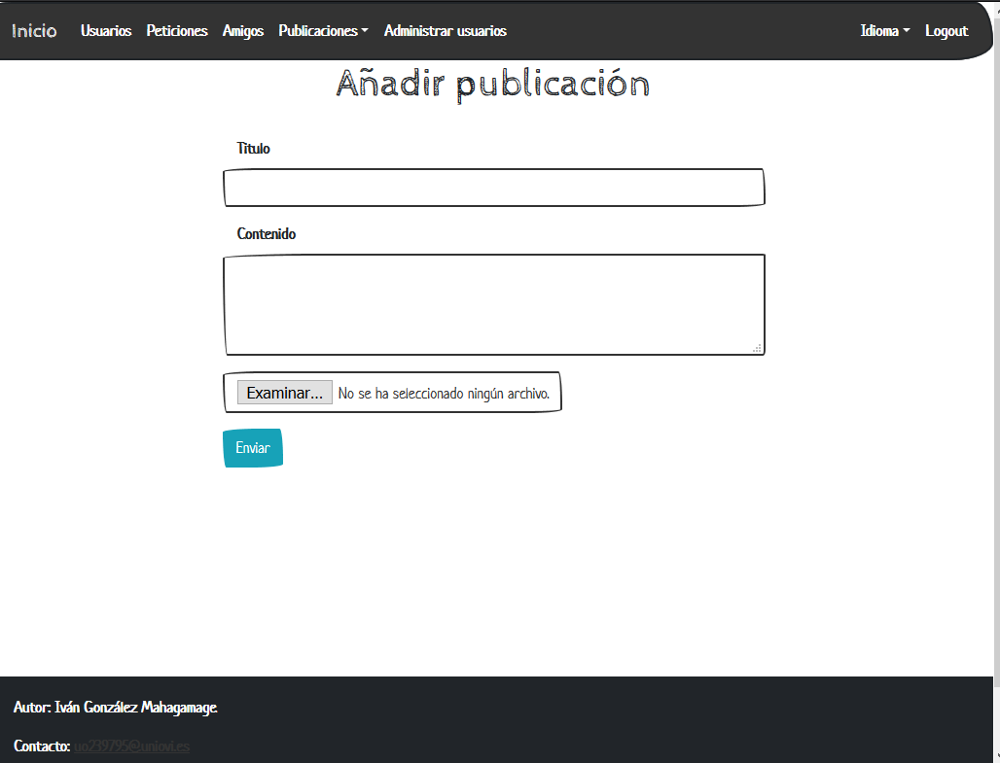 Inicio Usuarios Peticiones Amigos Publicaciones Administrar usuarios Idioma Logout
Añadir publicación
Título
Contenido
Examinar... No se ha seleccionado ningún archivo.
Enviar
Autor: Iván González Mahagamage
Contacto: uo239795@uniovi.es